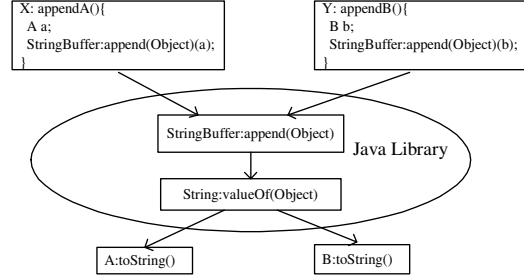 X: appendA(){
A a;
StringBuffer:append(Object)(a);
}
Y: appendB(){
B b;
StringBuffer:append(Object)(b);
}
StringBuffer:append(Object)
Java Library
String:valueOf(Object)
A:toString()
B:toString()